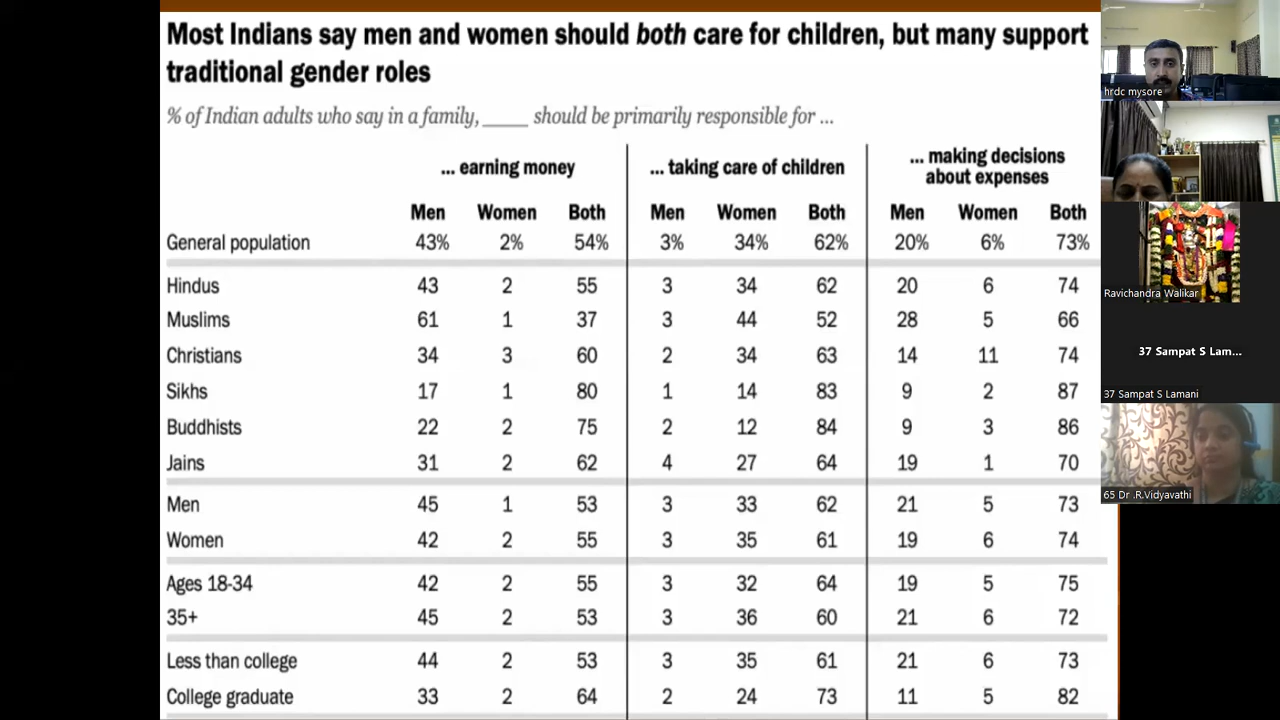 Most Indians say men and women should both care for children, but many support
traditional gender roles
% of Indian adults who say in a family, ____ should be primarily responsible for ...
... earning money ... taking care of children ... making decisions about expenses
Men Women Both Men Women Both Men Women Both
General population 43% 2% 54% 3% 34% 62% 20% 6% 73%
Hindus 43 2 55 3 34 62 20 6 74
Muslims 61 1 37 3 44 52 28 5 66
Christians 34 3 60 2 34 63 14 11 74
Sikhs 17 1 80 1 14 83 9 2 87
Buddhists 22 2 75 2 12 84 9 3 86
Jains 31 2 62 4 27 64 19 1 70
Men 45 1 53 3 33 62 21 5 73
Women 42 2 55 3 35 61 19 6 74
Ages 18-34 42 2 55 3 32 64 19 5 75
35+ 45 2 53 3 36 60 21 6 72
Less than college 44 2 53 3 35 61 21 6 73
College graduate 33 2 64 2 24 73 11 5 82
hrdc mysore
Ravichandra Walikar
37 Sampat S Lam...
37 Sampat S Lamani
65 Dr .R.Vidyavathi